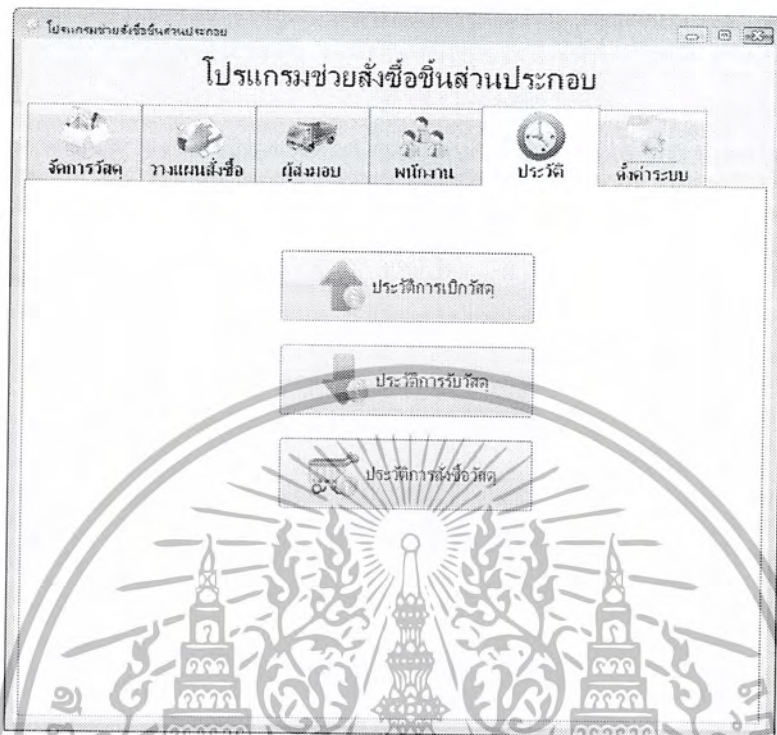 โปรแกรมช่วยสั่งซื้อชิ้นส่วนประกอบ
โปรแกรมช่วยสั่งซื้อชิ้นส่วนประกอบ
จัดการวัสดุ วางแผนสั่งซื้อ ผู้ส่งมอบ พนักงาน ประวัติ ตั้งค่าระบบ
ประวัติการเบิกวัสดุ
ประวัติการรับวัสดุ
ประวัติการสั่งซื้อวัสดุ